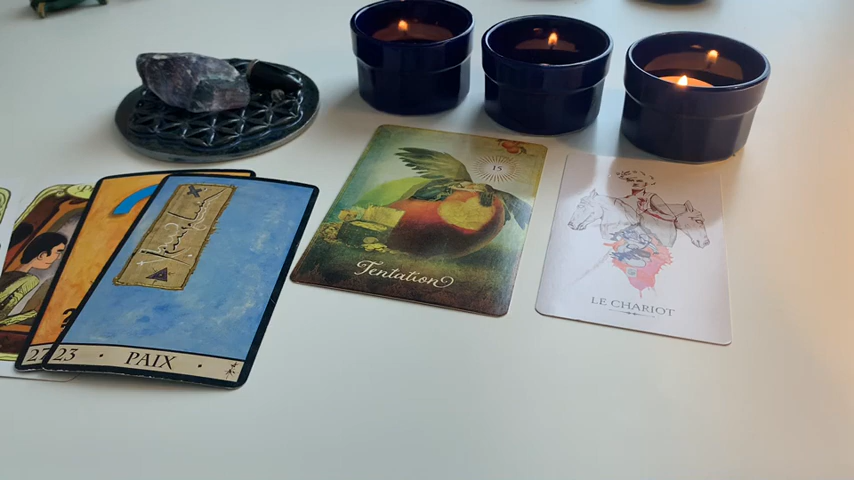 27
23 • PAIX •
15
Tentation
LE CHARIOT